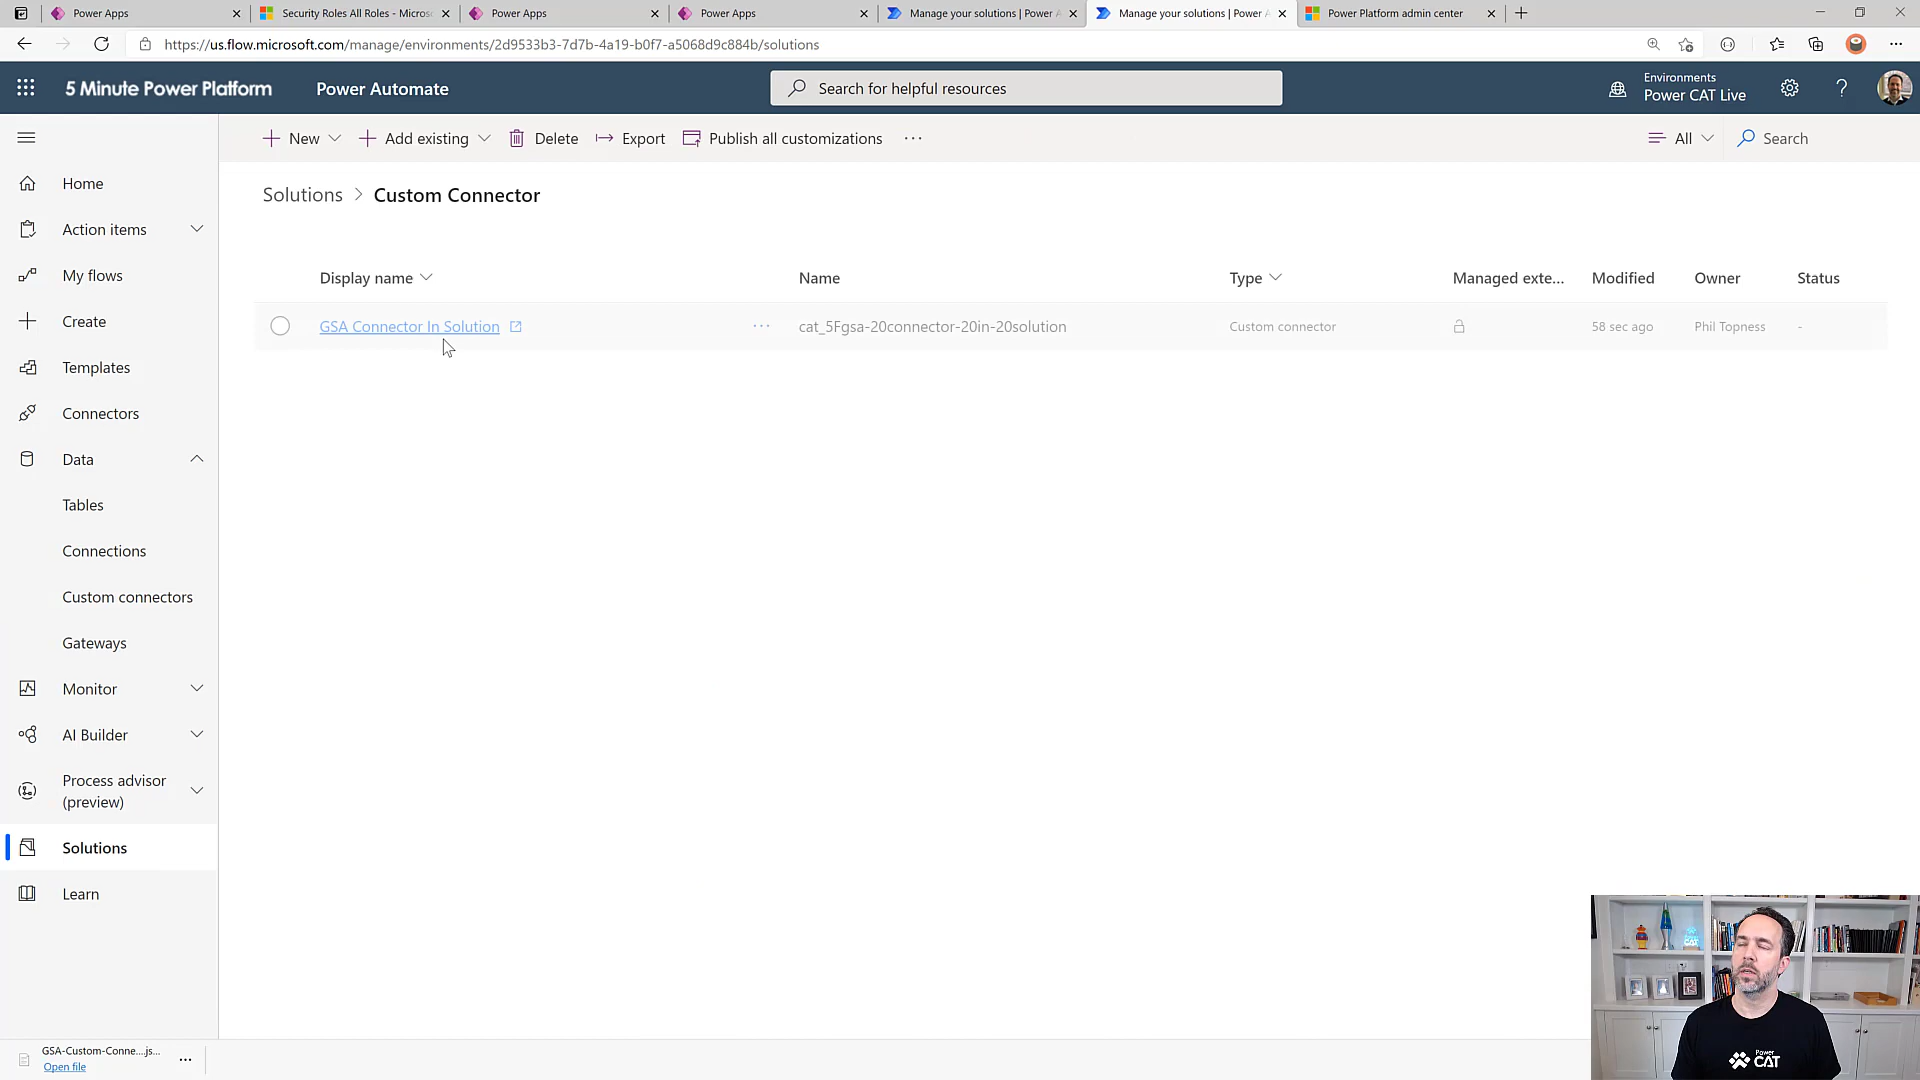 Power Apps
Security Roles All Roles - Micros
Power Apps
Power Apps
Manage your solutions | Power A
Manage your solutions | Power A
Power Platform admin center
https://us.flow.microsoft.com/manage/environments/2d9533b3-7d7b-4a19-b0f7-a5068d9c884b/solutions
5 Minute Power Platform
Power Automate
Search for helpful resources
Environments
Power CAT Live
?
New
Add existing
Delete
Export
Publish all customizations
All
Search
Home
Action items
My flows
Create
Templates
Connectors
Data
Tables
Connections
Custom connectors
Gateways
Monitor
AI Builder
Process advisor
(preview)
Solutions
Learn
Solutions > Custom Connector
Display name
Name
Type
Managed exte...
Modified
Owner
Status
GSA Connector In Solution
cat_5Fgsa-20connector-20in-20solution
Custom connector
58 sec ago
Phil Topness
-
GSA-Custom-Conne....js...
Open file
Power
CAT